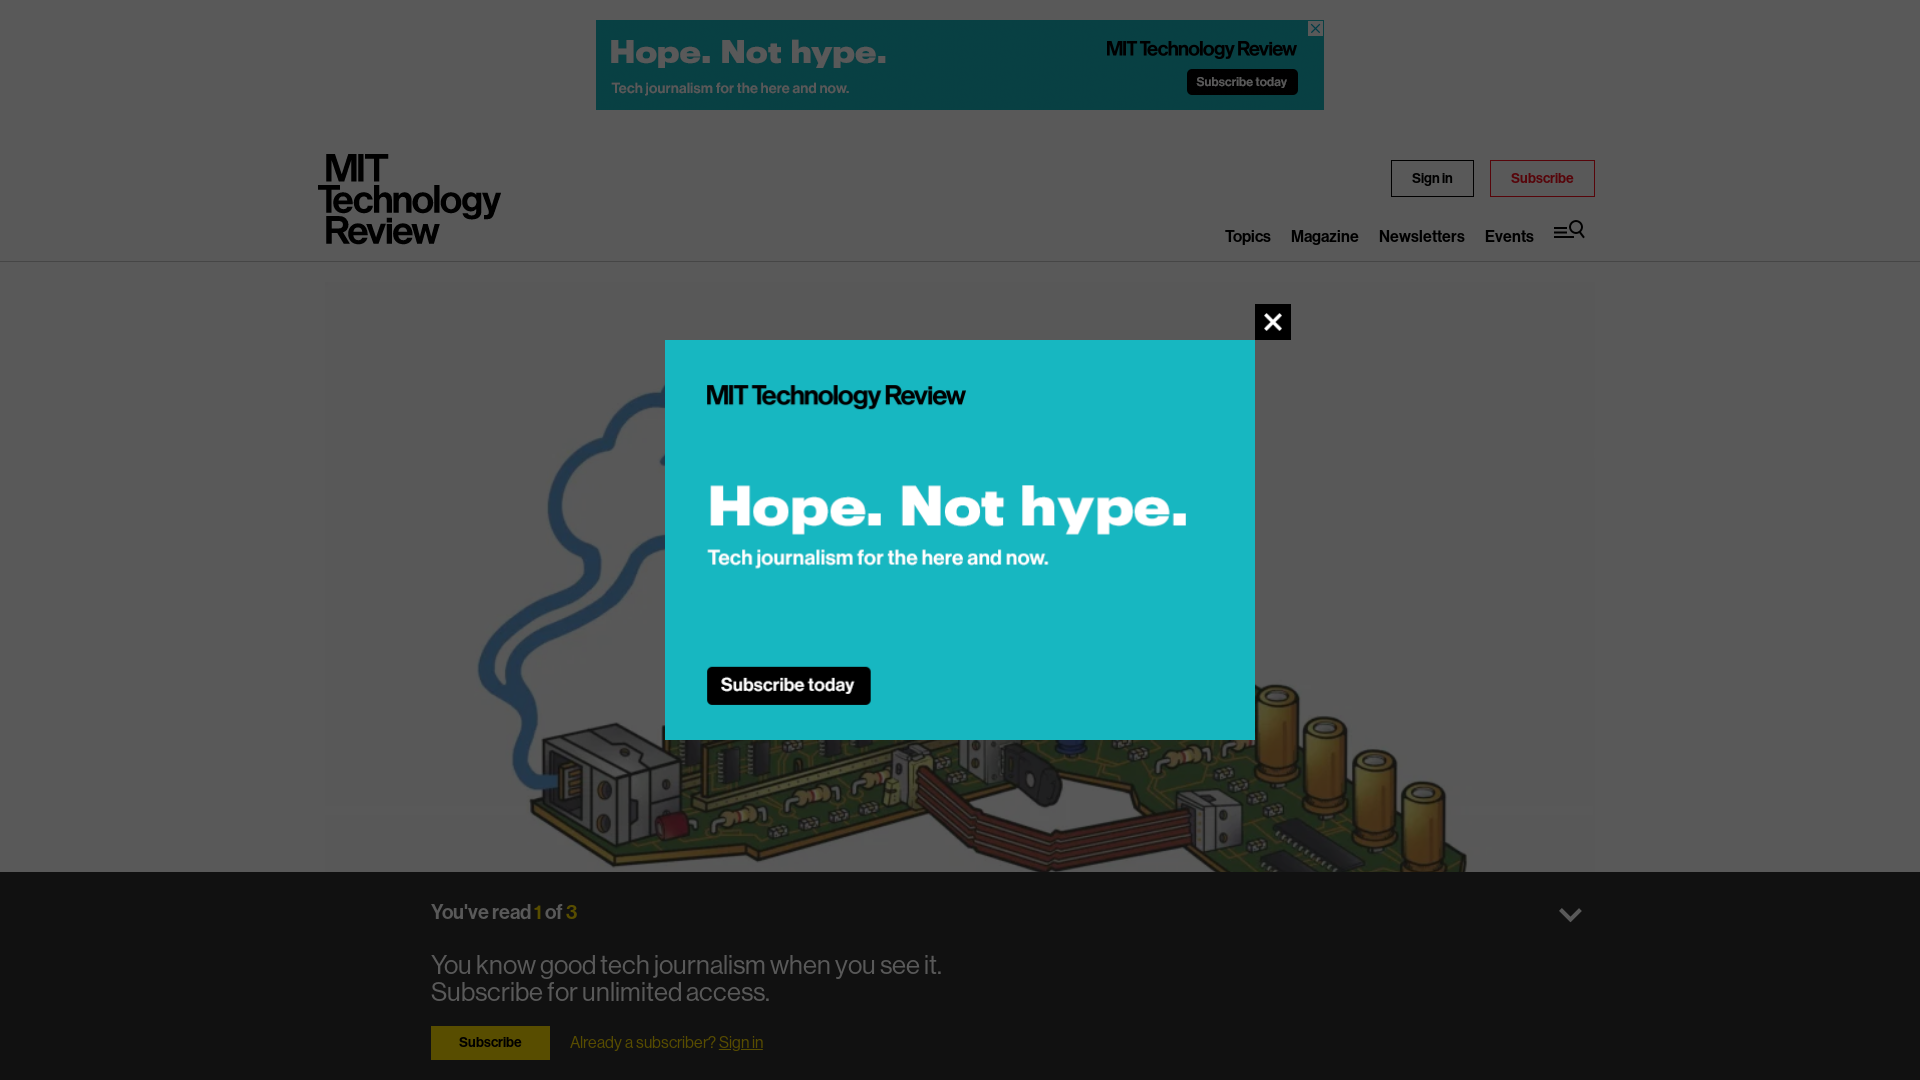 Hope. Not hype.
Tech journalism for the here and now.
MIT Technology Review
Subscribe today
MIT
Technology
Review
Sign in
Subscribe
Topics
Magazine
Newsletters
Events
MIT Technology Review
Hope. Not hype.
Tech journalism for the here and now.
Subscribe today
You've read 1 of 3
You know good tech journalism when you see it.
Subscribe for unlimited access.
Subscribe
Already a subscriber? Sign in